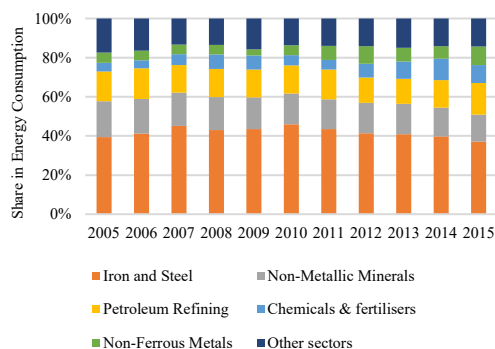 Share in Energy Consumption
100%
80%
60%
40%
20%
0%
2005 2006 2007 2008 2009 2010 2011 2012 2013 2014 2015
Iron and Steel Non-Metallic Minerals
Petroleum Refining Chemicals & fertilisers
Non-Ferrous Metals Other sectors